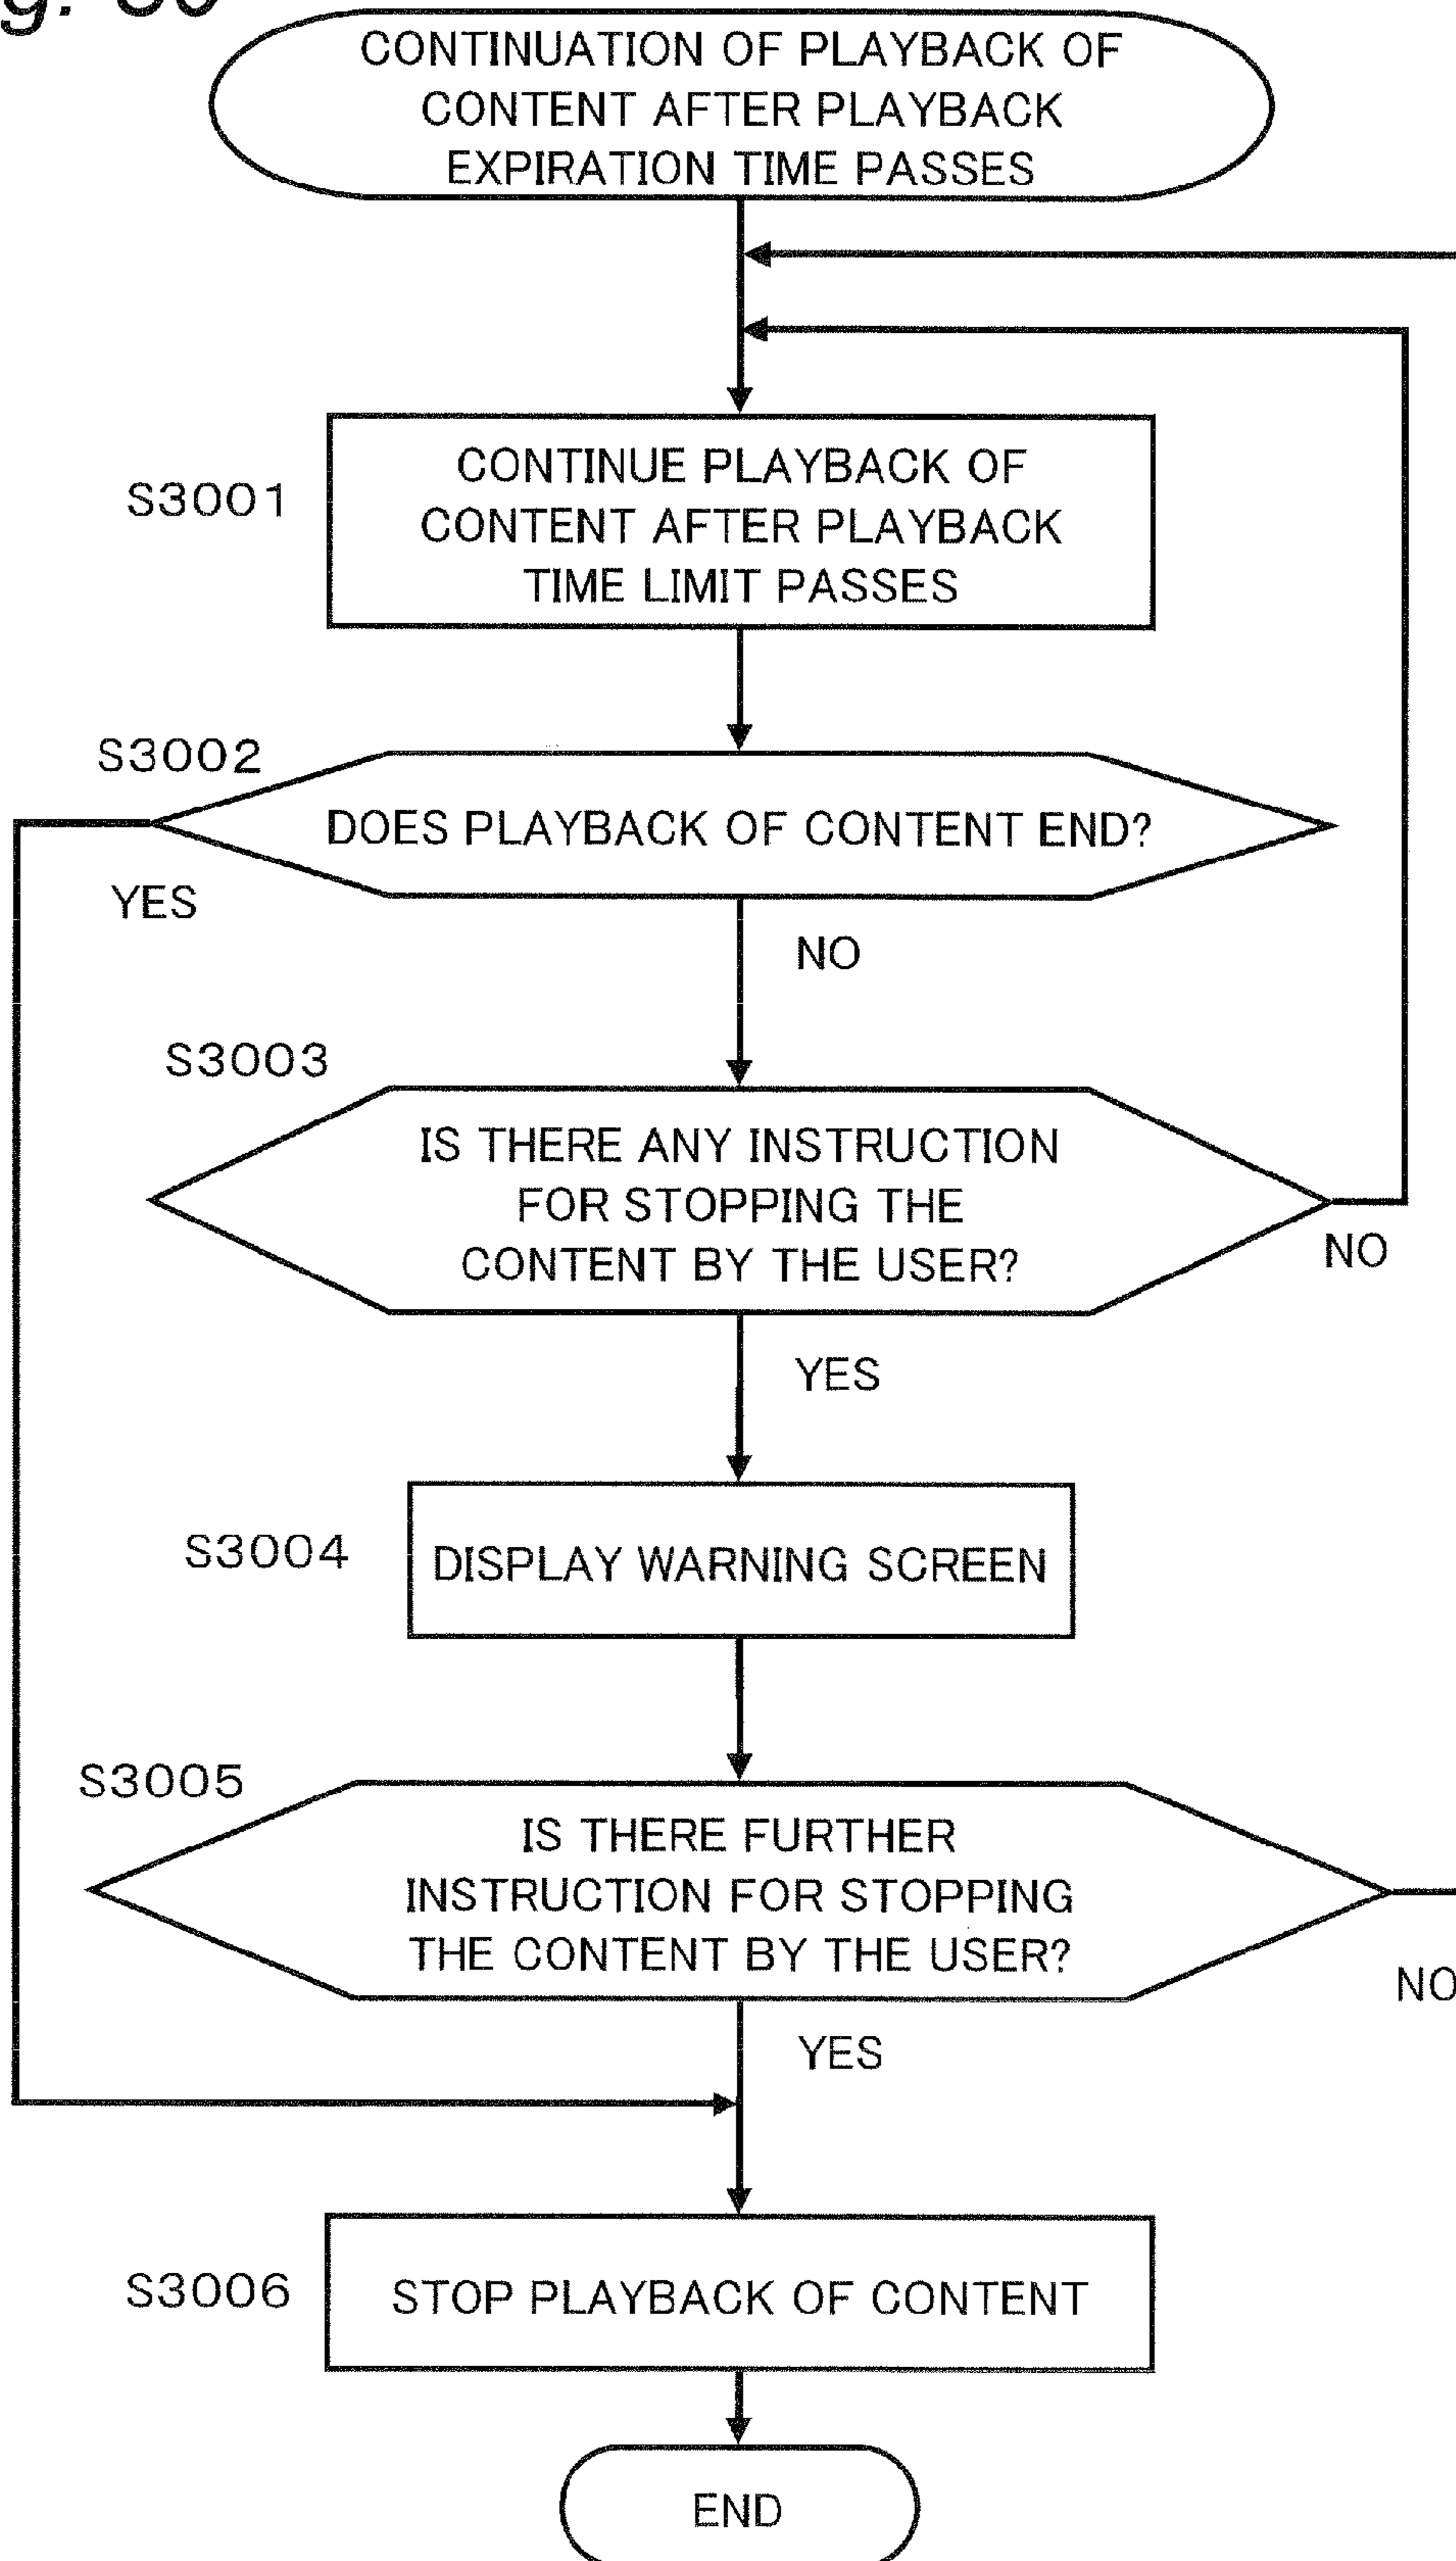 CONTINUATION OF PLAYBACK OF
CONTENT AFTER PLAYBACK
EXPIRATION TIME PASSES
S3001
CONTINUE PLAYBACK OF
CONTENT AFTER PLAYBACK
TIME LIMIT PASSES
S3002
DOES PLAYBACK OF CONTENT END?
YES
NO
S3003
IS THERE ANY INSTRUCTION
FOR STOPPING THE
CONTENT BY THE USER?
NO
YES
S3004
DISPLAY WARNING SCREEN
S3005
IS THERE FURTHER
INSTRUCTION FOR STOPPING
THE CONTENT BY THE USER?
NO
YES
S3006
STOP PLAYBACK OF CONTENT
END